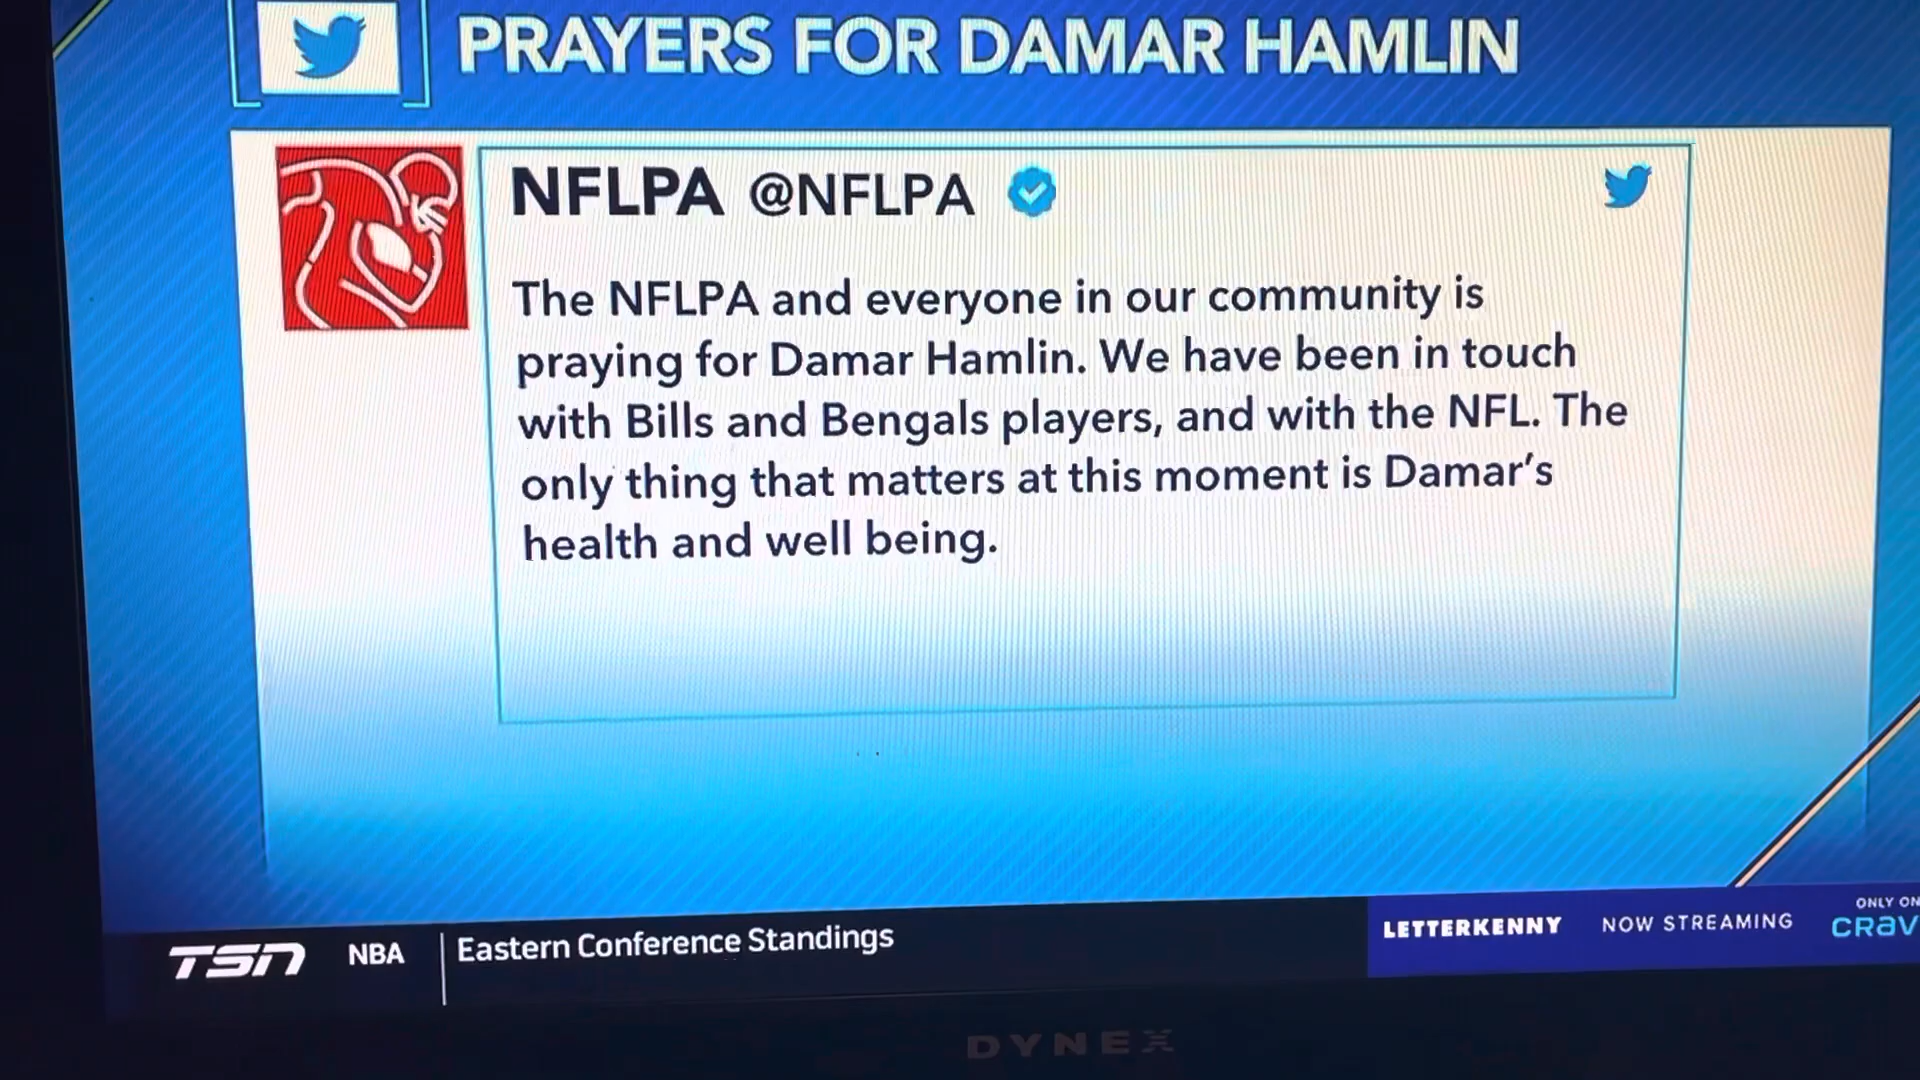 PRAYERS FOR DAMAR HAMLIN
NFLPA @NFLPA
The NFLPA and everyone in our community is
praying for Damar Hamlin. We have been in touch
with Bills and Bengals players, and with the NFL. The
only thing that matters at this moment is Damar's
health and well being.
TSN NBA Eastern Conference Standings
LETTERKENNY NOW STREAMING
ONLY ON
CRAV
DYNEX